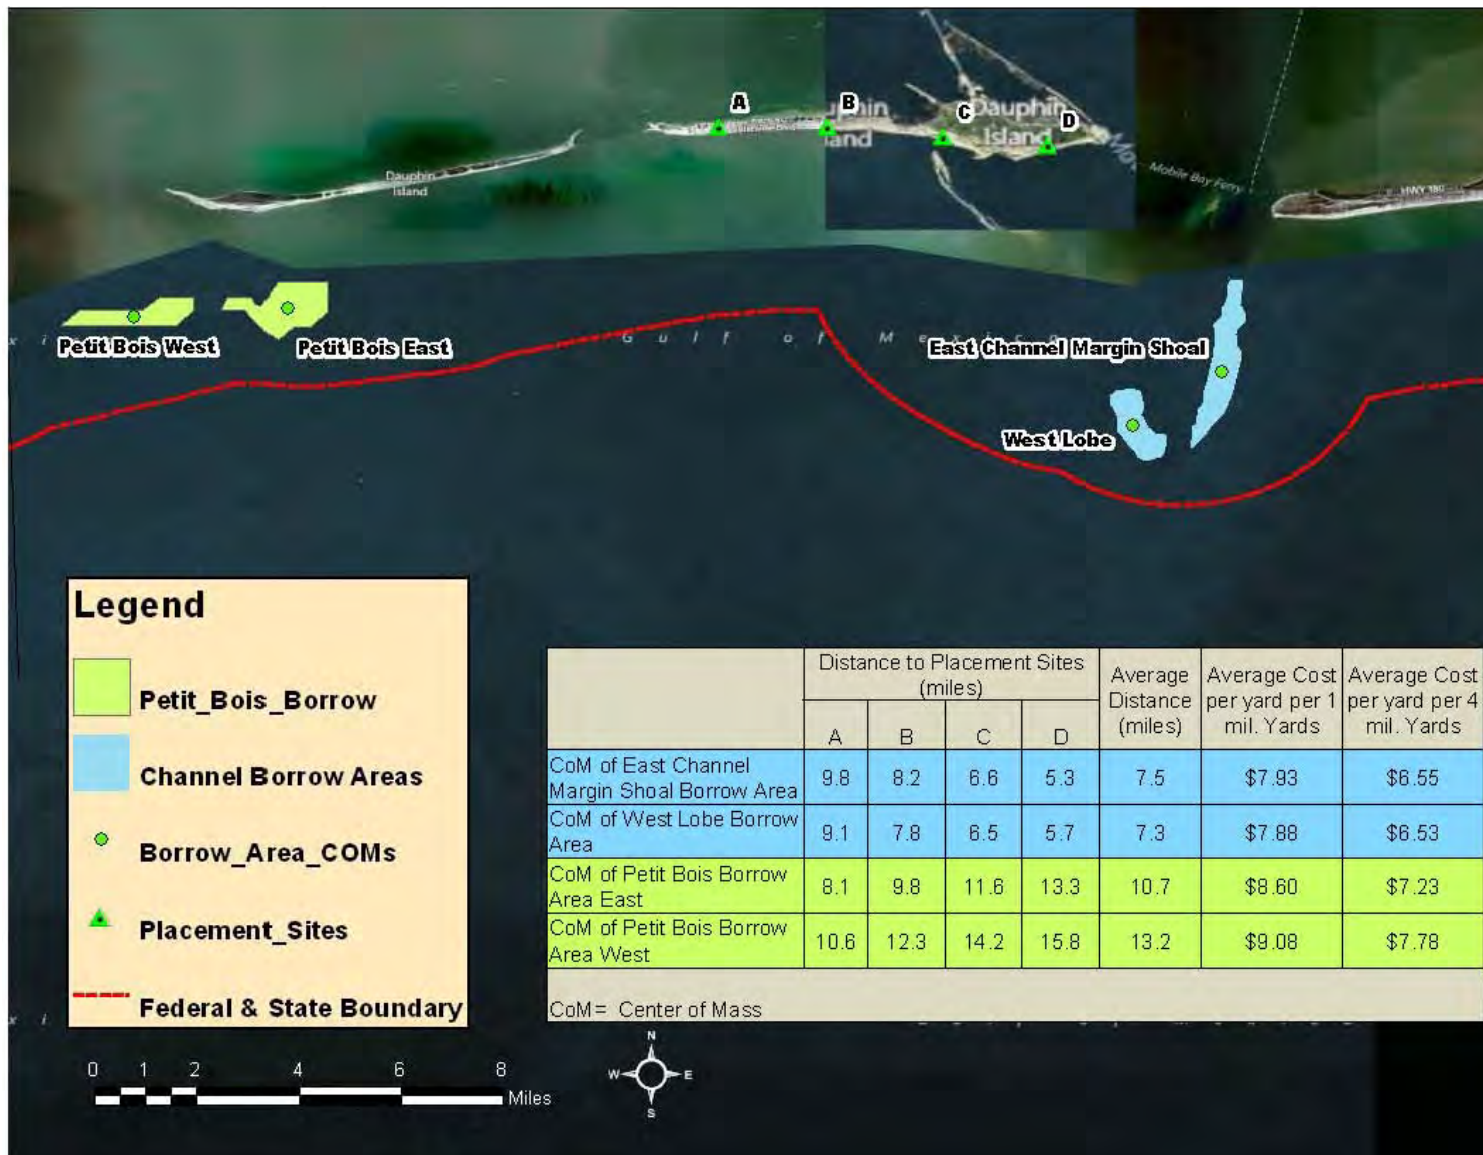 A
B
C
D
Dauphin
Island
uphin
land
Dauphin
Island
Mobile Bay Ferry
HWY 180
Petit Bois West
Petit Bois East
Gulf of Mexico
East Channel Margin Shoal
West Lobe
Legend
Petit_Bois_Borrow
Channel Borrow Areas
Borrow_Area_COMs
Placement_Sites
Federal & State Boundary
0 1 2 4 6 8
Miles
N
W E
S
Distance to Placement Sites
(miles)
Average
Distance
(miles)
Average Cost
per yard per 1
mil. Yards
Average Cost
per yard per 4
mil. Yards
A B C D
CoM of East Channel
Margin Shoal Borrow Area 9.8 8.2 6.6 5.3 7.5 $7.93 $6.55
CoM of West Lobe Borrow
Area 9.1 7.8 6.5 5.7 7.3 $7.88 $6.53
CoM of Petit Bois Borrow
Area East 8.1 9.8 11.6 13.3 10.7 $8.60 $7.23
CoM of Petit Bois Borrow
Area West 10.6 12.3 14.2 15.8 13.2 $9.08 $7.78
CoM= Center of Mass